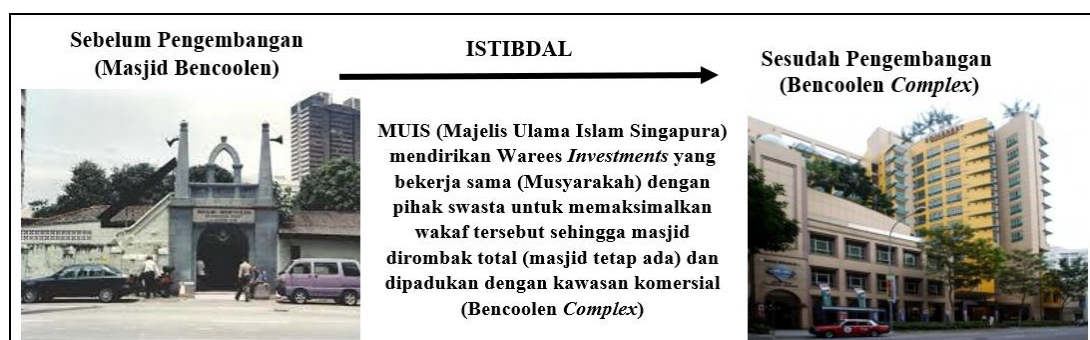 Sebelum Pengembangan
(Masjid Bencoolen)
ISTIBDAL
MUIS (Majelis Ulama Islam Singapura)
mendirikan Warees Investments yang
bekerja sama (Musyarakah) dengan
pihak swasta untuk memaksimalkan
wakaf tersebut sehingga masjid
dirombak total (masjid tetap ada) dan
dipadukan dengan kawasan komersial
(Bencoolen Complex)
Sesudah Pengembangan
(Bencoolen Complex)